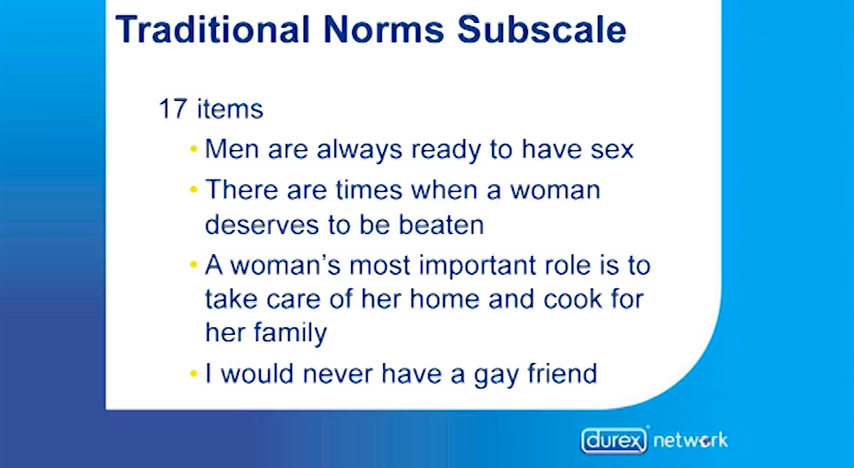 Traditional Norms Subscale
17 items
• Men are always ready to have sex
• There are times when a woman
deserves to be beaten
• A woman's most important role is to
take care of her home and cook for
her family
• I would never have a gay friend
durex® network